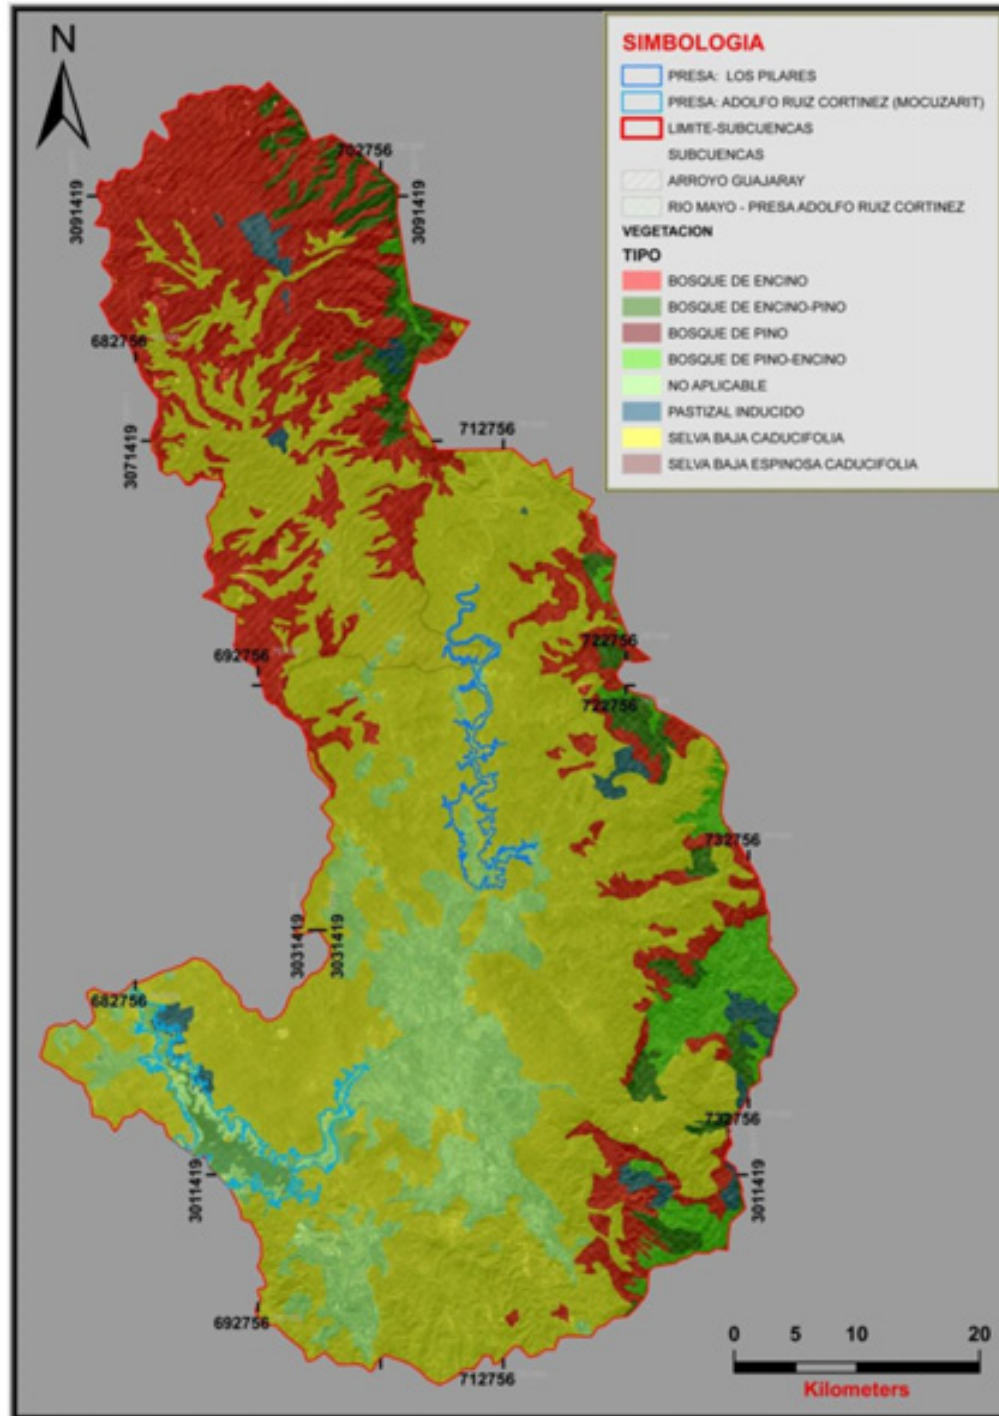 N
SIMBOLOGIA
PRESA: LOS PILARES
PRESA: ADOLFO RUIZ CORTINEZ (MOCUZARIT)
LIMITE-SUBCUENCAS
SUBCUENCAS
ARROYO GUAJARAY
RIO MAYO - PRESA ADOLFO RUIZ CORTINEZ
VEGETACION
TIPO
BOSQUE DE ENCINO
BOSQUE DE ENCINO-PINO
BOSQUE DE PINO
BOSQUE DE PINO-ENCINO
NO APLICABLE
PASTIZAL INDUCIDO
SELVA BAJA CADUCIFOLIA
SELVA BAJA ESPINOSA CADUCIFOLIA
702756
3091419
3091419
682756
3071419
712756
722756
692756
722756
732756
3031419
3031419
682756
732756
3011419
3011419
692756
712756
0 5 10 20
Kilometers